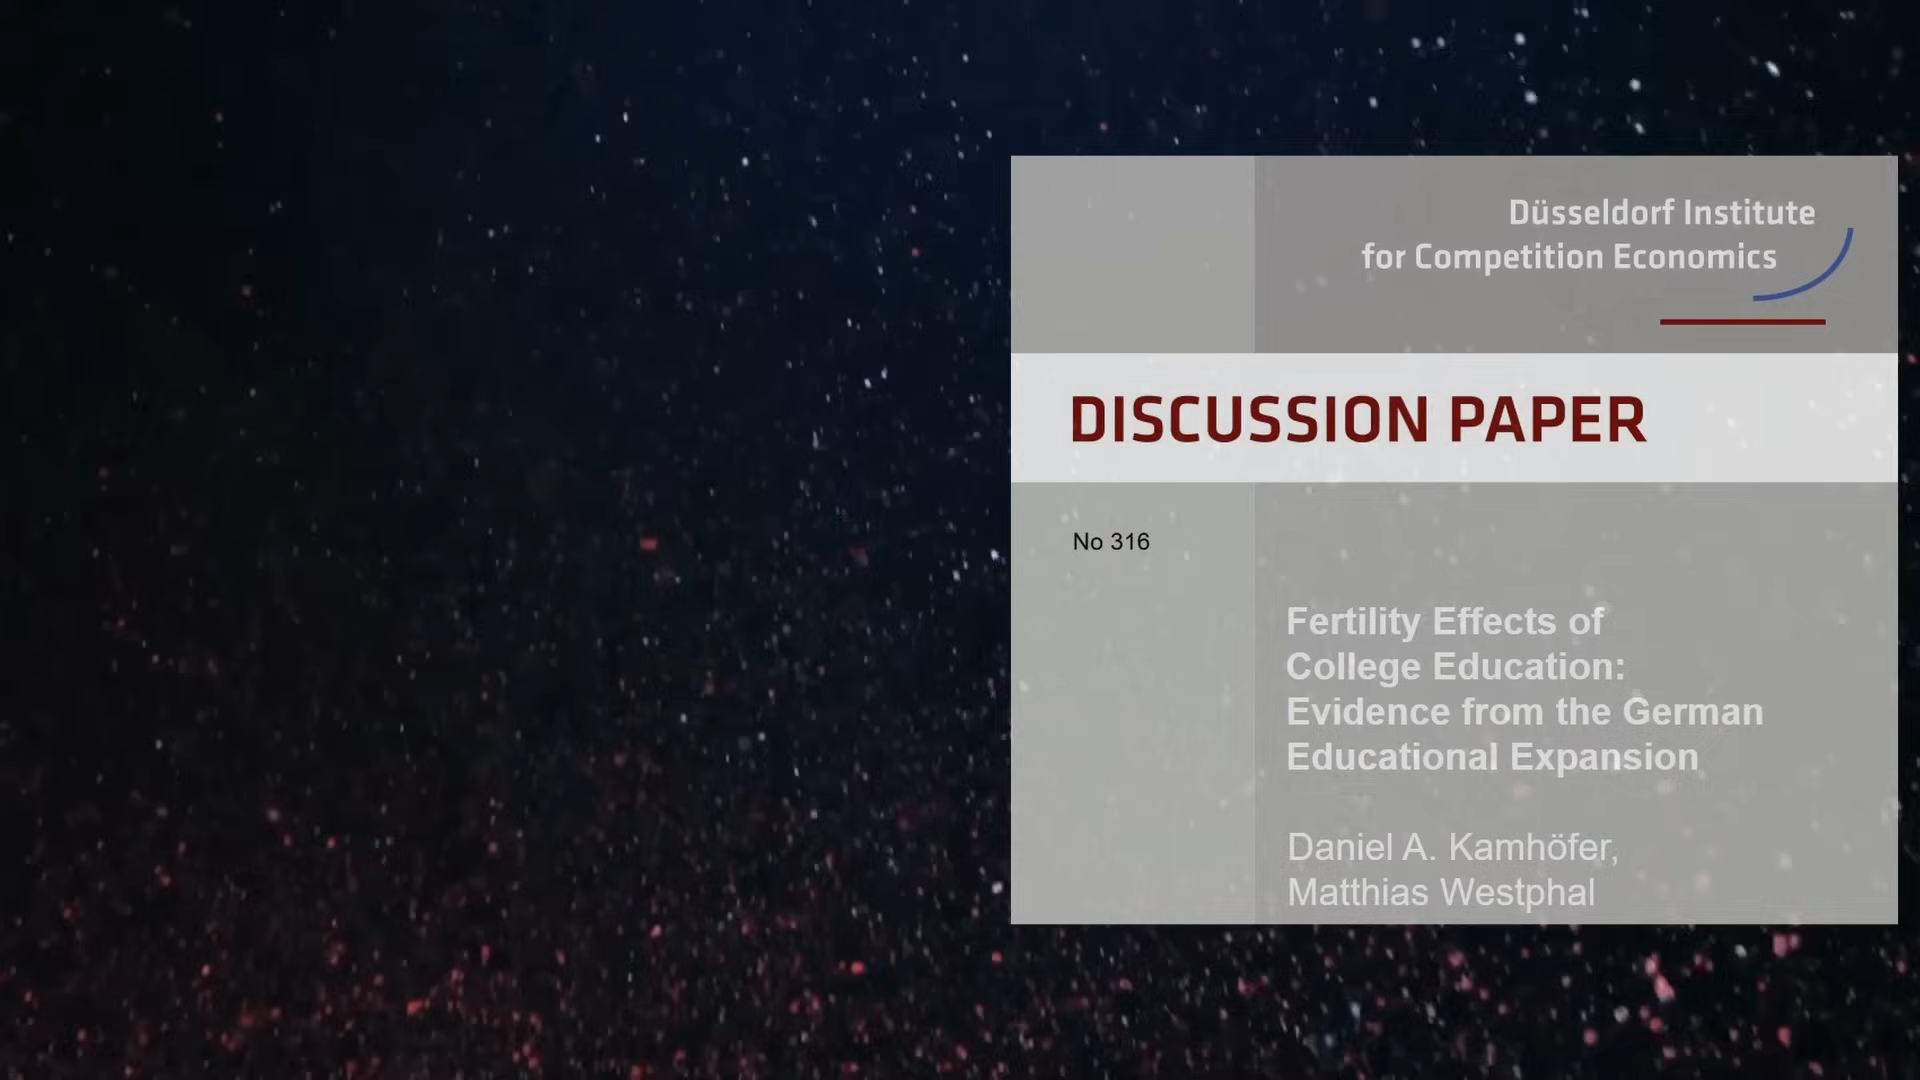 Düsseldorf Institute
for Competition Economics
DISCUSSION PAPER
No 316
Fertility Effects of
College Education:
Evidence from the German
Educational Expansion
Daniel A. Kamhöfer,
Matthias Westphal